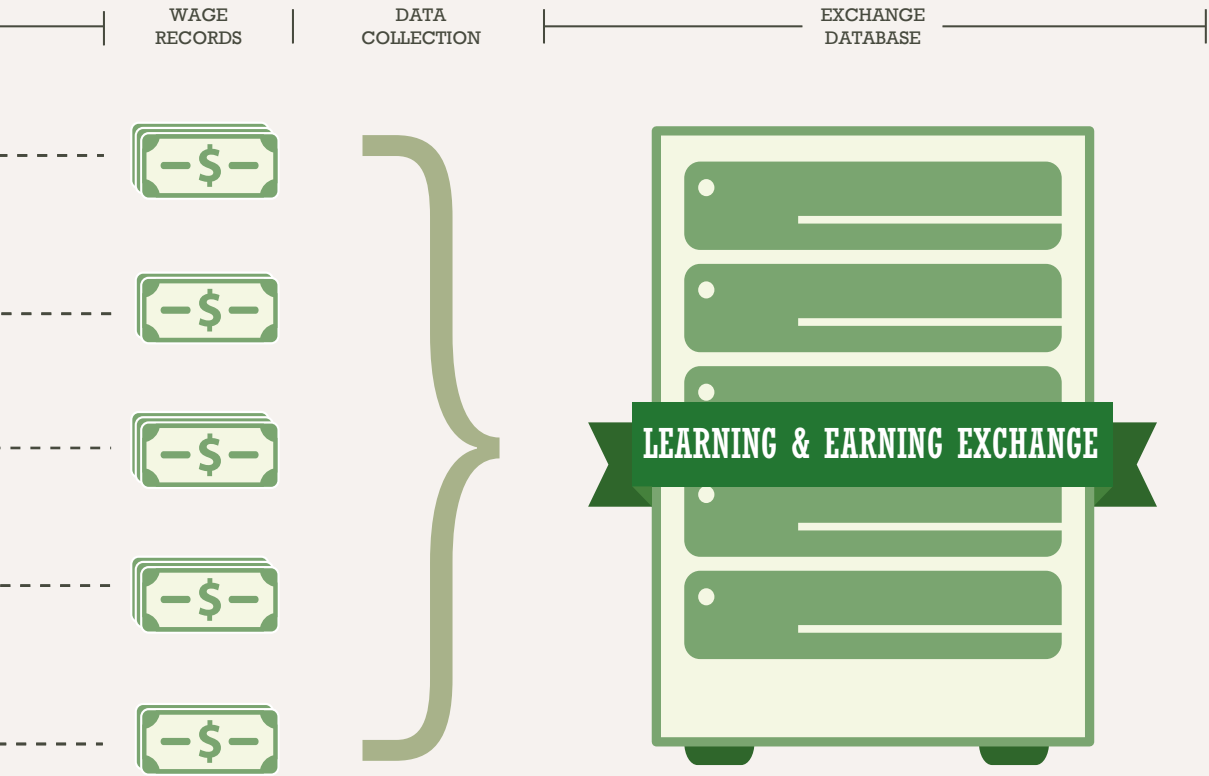 WAGE
RECORDS
DATA
COLLECTION
EXCHANGE
DATABASE
$
$
$
$
$
LEARNING & EARNING EXCHANGE